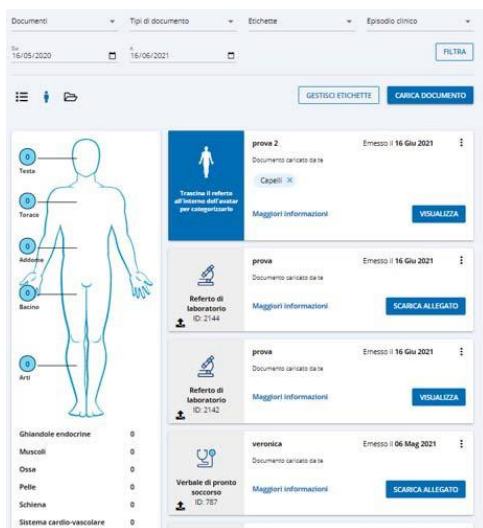 Documenti
Tipi di documento
Etichette
Episodio clinico
Da
16/05/2020
A
16/06/2021
FILTRA
GESTISCI ETICHETTE
CARICA DOCUMENTO
0
Testa
0
Torace
0
Addome
0
Bacino
0
Arti
Ghiandole endocrine 0
Muscoli 0
Ossa 0
Pelle 0
Schiena 0
Sistema cardio-vascolare 0
Trascina il referto
all'interno dell'avatar
per categorizzarlo
prova 2
Emesso il 16 Giu 2021
Documento caricato da te
Capelli ×
Maggiori informazioni
VISUALIZZA
Referto di
laboratorio
ID: 2144
prova
Emesso il 16 Giu 2021
Documento caricato da te
Maggiori informazioni
SCARICA ALLEGATO
Referto di
laboratorio
ID: 2142
prova
Emesso il 16 Giu 2021
Documento caricato da te
Maggiori informazioni
VISUALIZZA
Verbale di pronto
soccorso
ID: 787
veronica
Emesso il 06 Mag 2021
Documento caricato da te
Maggiori informazioni
SCARICA ALLEGATO